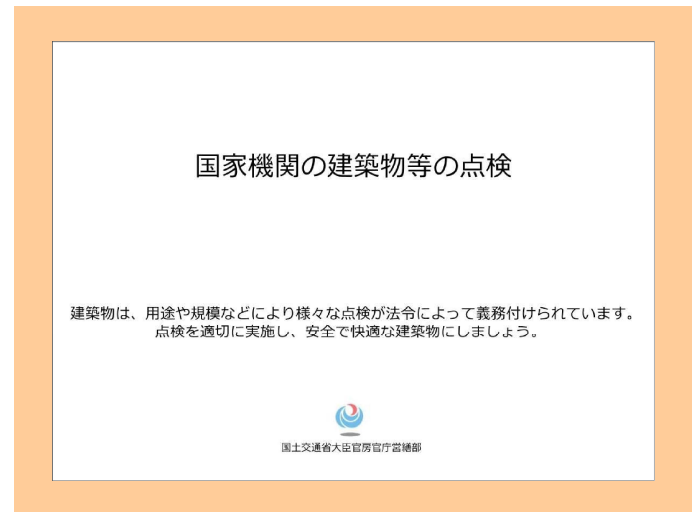 国家機関の建築物等の点検
建築物は、用途や規模などにより様々な点検が法令によって義務付けられています。
点検を適切に実施し、安全で快適な建築物にしましょう。
国土交通省大臣官房官庁営繕部